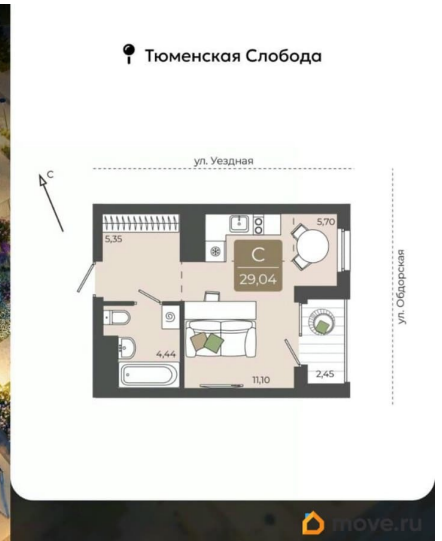 Тюменская Слобода
ул. Уездная
С
5,35
5,70
С
29,04
ул. Обдорская
4,44
11,10
2,45
move.ru